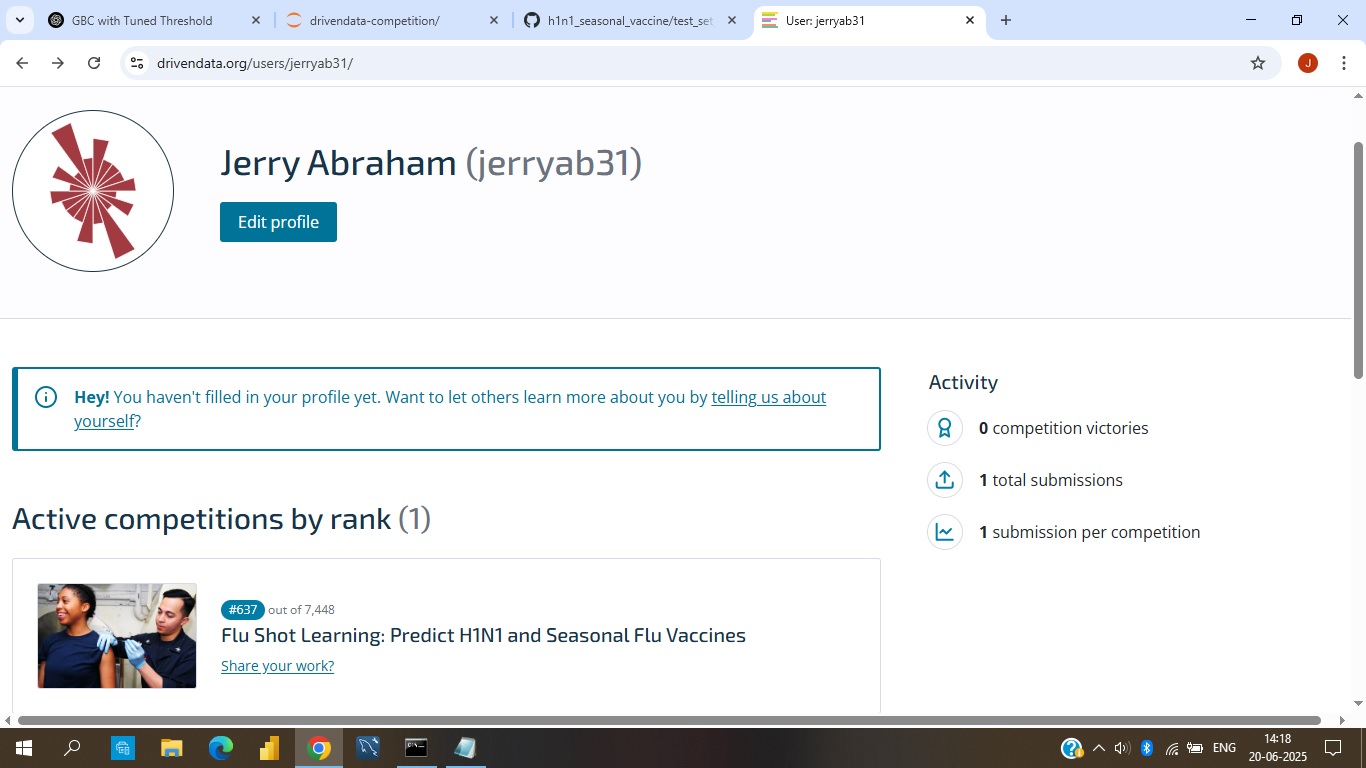 GBC with Tuned Threshold
drivendata-competition/
h1n1_seasonal_vaccine/test_set
User: jerryab31
drivendata.org/users/jerryab31/
J
Jerry Abraham (jerryab31)
Edit profile
Hey! You haven't filled in your profile yet. Want to let others learn more about you by telling us about
yourself?
Activity
0 competition victories
1 total submissions
1 submission per competition
Active competitions by rank (1)
#637 out of 7,448
Flu Shot Learning: Predict H1N1 and Seasonal Flu Vaccines
Share your work?
ENG
14:18
20-06-2025